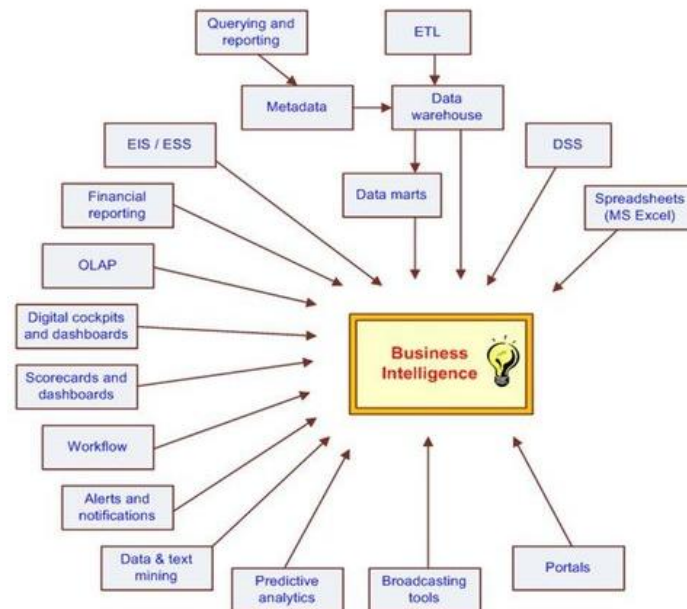 Querying and
reporting
ETL
Metadata
Data
warehouse
EIS / ESS
DSS
Financial
reporting
Data marts
Spreadsheets
(MS Excel)
OLAP
Digital cockpits
and dashboards
Business
Intelligence
Scorecards and
dashboards
Workflow
Alerts and
notifications
Data & text
mining
Predictive
analytics
Broadcasting
tools
Portals